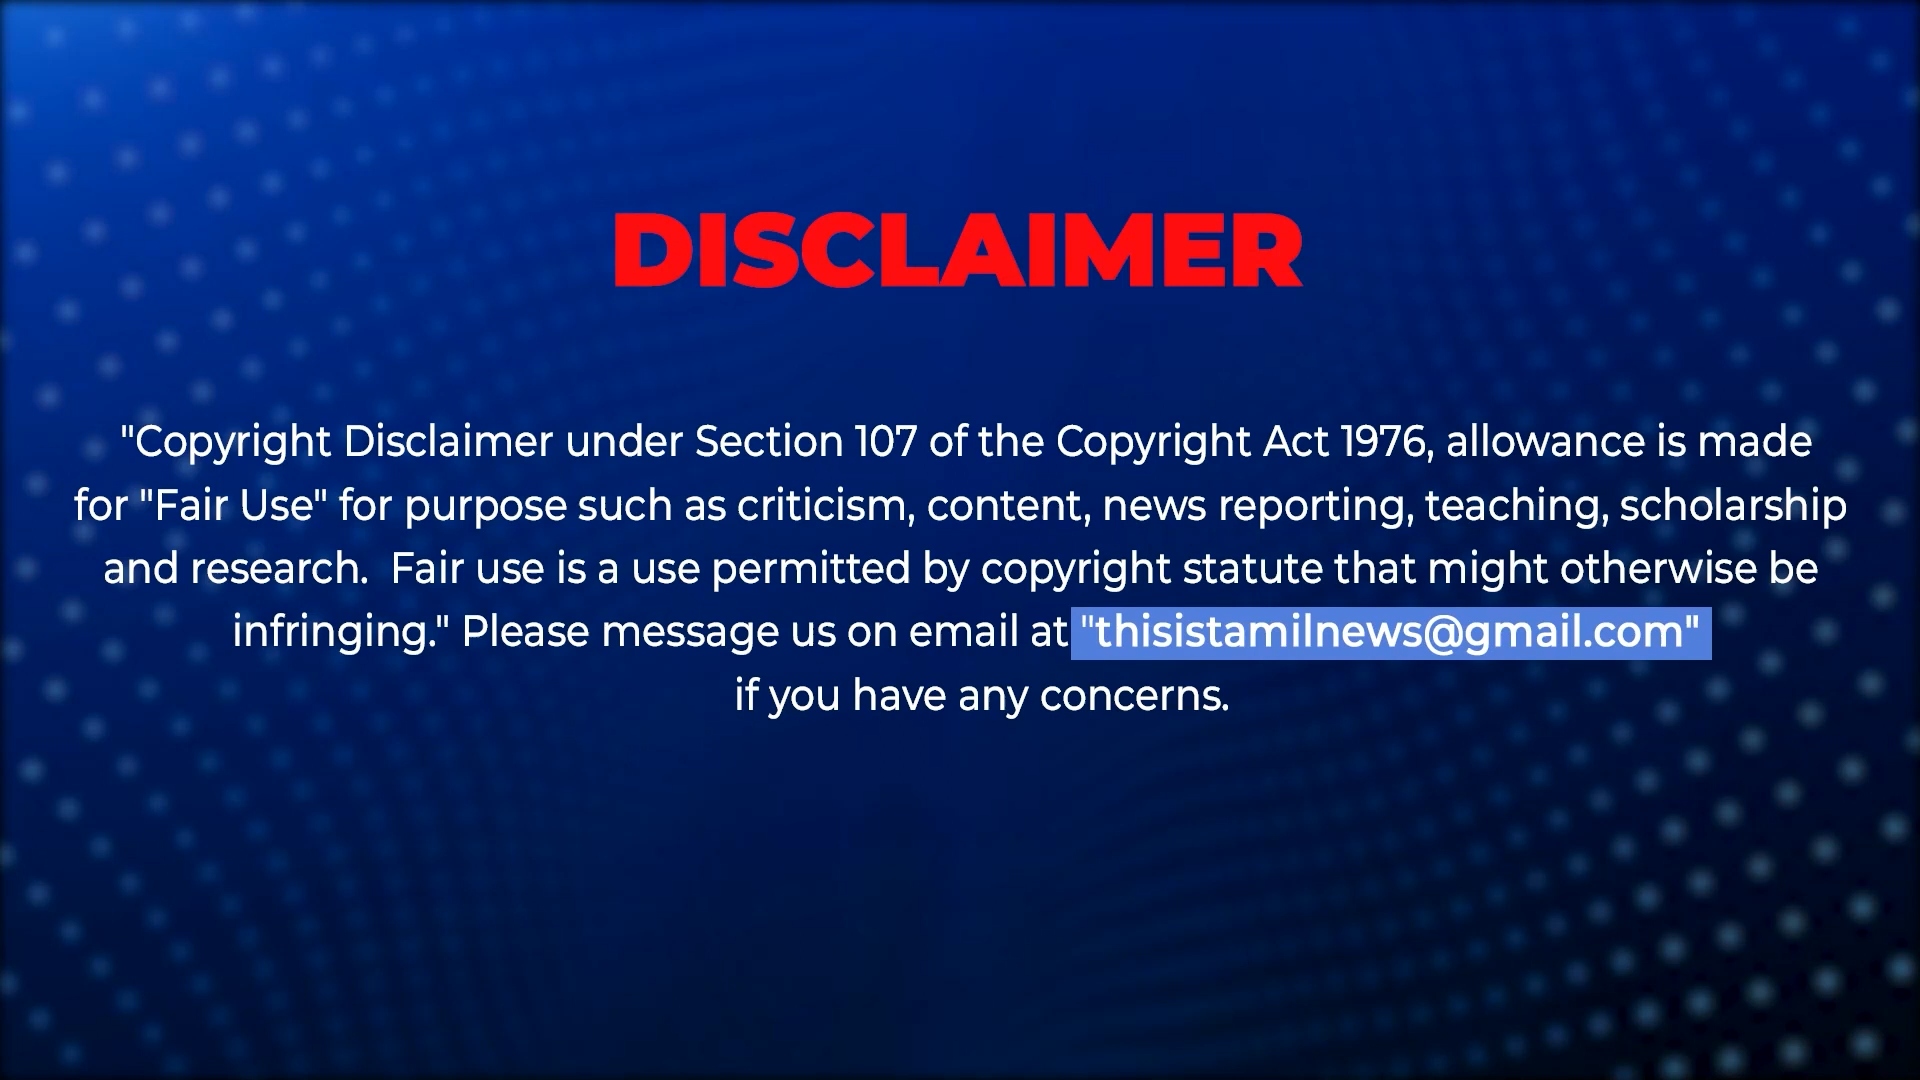 DISCLAIMER
"Copyright Disclaimer under Section 107 of the Copyright Act 1976, allowance is made
for "Fair Use" for purpose such as criticism, content, news reporting, teaching, scholarship
and research.  Fair use is a use permitted by copyright statute that might otherwise be
infringing." Please message us on email at "thisistamilnews@gmail.com"
if you have any concerns.